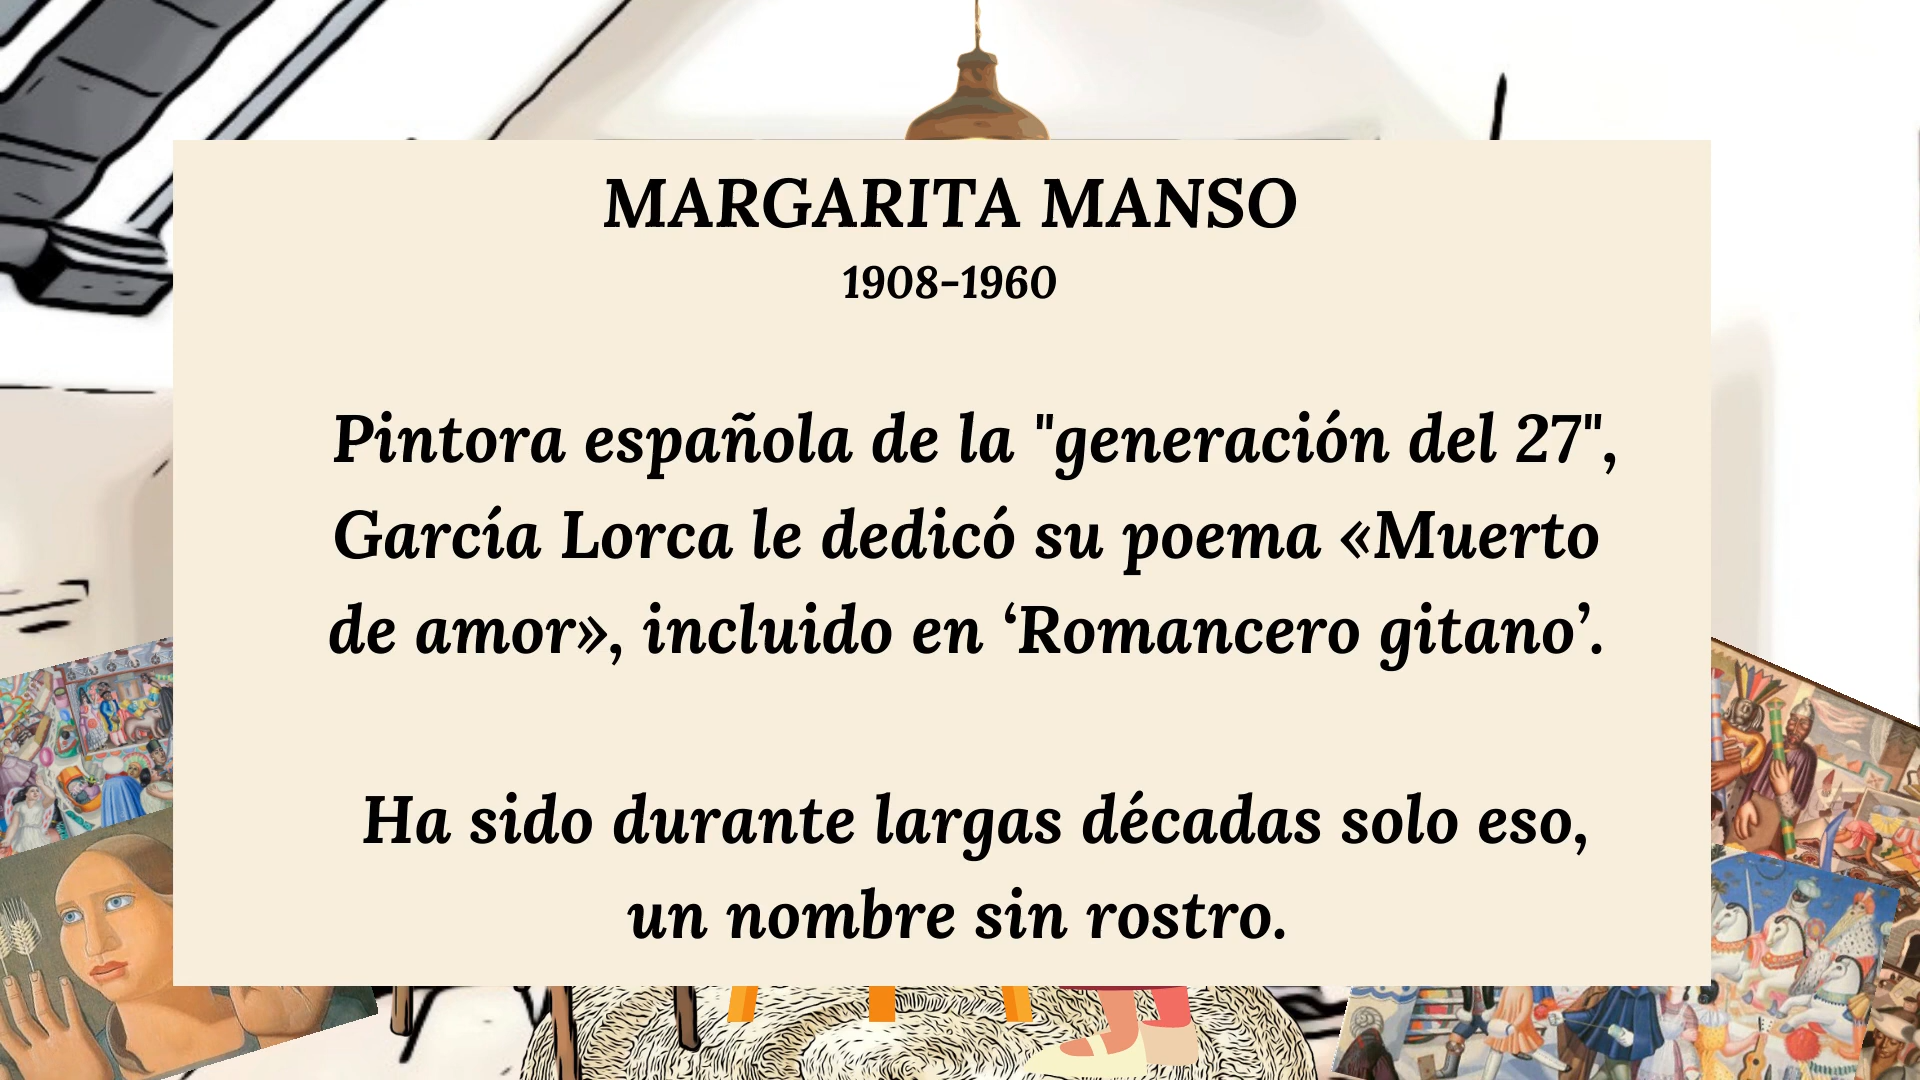 MARGARITA MANSO
1908-1960
Pintora española de la "generación del 27",
García Lorca le dedicó su poema «Muerto
de amor», incluido en ‘Romancero gitano’.
Ha sido durante largas décadas solo eso,
un nombre sin rostro.